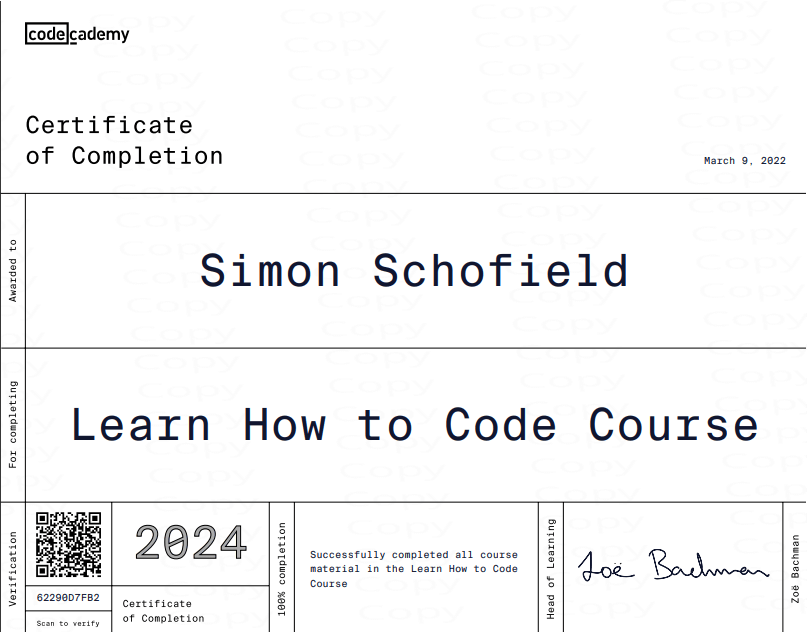 codecademy
Certificate
of Completion
March 9, 2022
Awarded to
Simon Schofield
For completing
Learn How to Code Course
Verification
62290D7FB2
Scan to verify
2024
Certificate
of Completion
100% completion
Successfully completed all course
material in the Learn How to Code
Course
Head of Learning
Zoë Bachman
Zoë Bachman
Copy